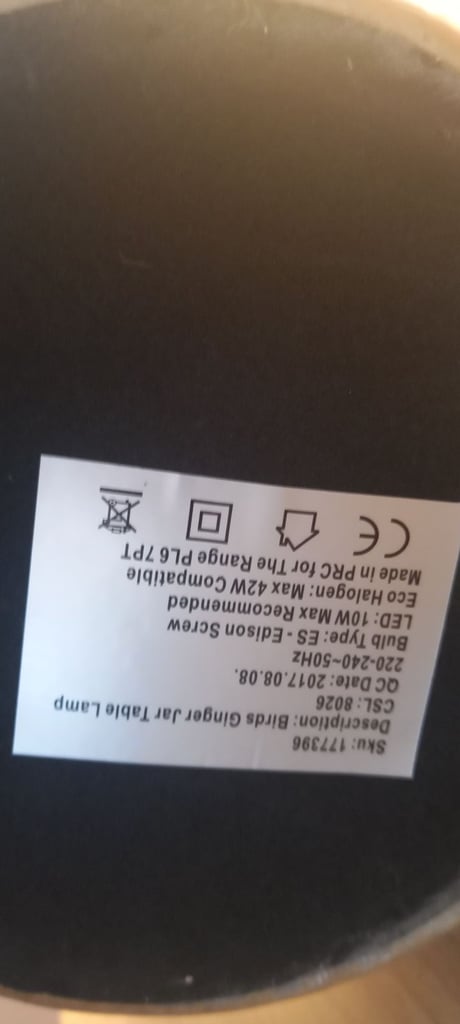 Sku: 177396
Description: Birds Ginger Jar Table Lamp
CSL: 8026
QC Date: 2017.08.08.
220-240~50Hz
Bulb Type: ES - Edison Screw
LED: 10W Max Recommended
Eco Halogen: Max 42W Compatible
Made in PRC for The Range PL6 7PT
CE